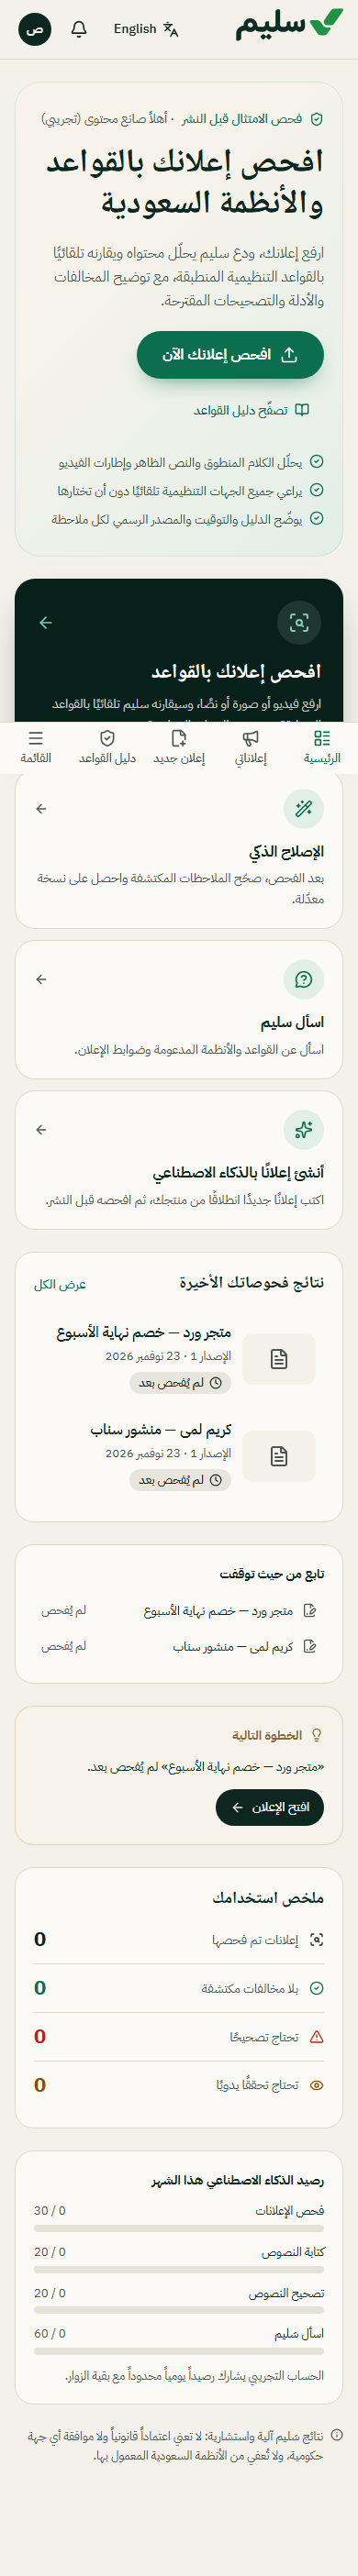 سليم
English
ص
فحص الامتثال قبل النشر · أهلاً صانع محتوى (تجريبي)
افحص إعلانك بالقواعد
والأنظمة السعودية
ارفع إعلانك، ودع سليم يحلّل محتواه ويقارنه تلقائيًا
بالقواعد التنظيمية المنطبقة، مع توضيح المخالفات
والأدلة والتصحيحات المقترحة.
افحص إعلانك الآن
تصفّح دليل القواعد
يحلّل الكلام المنطوق والنص الظاهر وإطارات الفيديو
يراعي جميع الجهات التنظيمية تلقائيًا دون أن تختارها
يوضّح الدليل والتوقيت والمصدر الرسمي لكل ملاحظة
افحص إعلانك بالقواعد
ارفع فيديو أو صورة أو نصًا، وسيقارنه سليم تلقائيًا بالقواعد
الرئيسية
إعلاناتي
إعلان جديد
دليل القواعد
القائمة
الإصلاح الذكي
بعد الفحص، صحّح الملاحظات المكتشفة واحصل على نسخة
معدّلة.
اسأل سليم
اسأل عن القواعد والأنظمة المدعومة وضوابط الإعلان.
أنشئ إعلانًا بالذكاء الاصطناعي
اكتب إعلانًا جديدًا انطلاقًا من منتجك، ثم افحصه قبل النشر.
نتائج فحوصاتك الأخيرة
عرض الكل
متجر ورد — خصم نهاية الأسبوع
الإصدار 1 · 23 نوفمبر 2026
لم يُفحص بعد
كريم لمى — منشور سناب
الإصدار 1 · 23 نوفمبر 2026
لم يُفحص بعد
تابع من حيث توقفت
متجر ورد — خصم نهاية الأسبوع
لم يُفحص
كريم لمى — منشور سناب
لم يُفحص
الخطوة التالية
«متجر ورد — خصم نهاية الأسبوع» لم يُفحص بعد.
افتح الإعلان
ملخص استخدامك
إعلانات تم فحصها
0
بلا مخالفات مكتشفة
0
تحتاج تصحيحًا
0
تحتاج تحققًا يدويًا
0
رصيد الذكاء الاصطناعي هذا الشهر
فحص الإعلانات
0 / 30
كتابة النصوص
0 / 20
تصحيح النصوص
0 / 20
اسأل سَليم
0 / 60
الحساب التجريبي يشارك رصيداً يومياً محدوداً مع بقية الزوار.
نتائج سَليم آلية واستشارية: لا تعني اعتماداً قانونياً ولا موافقة أي جهة
حكومية، ولا تُعفي من الأنظمة السعودية المعمول بها.